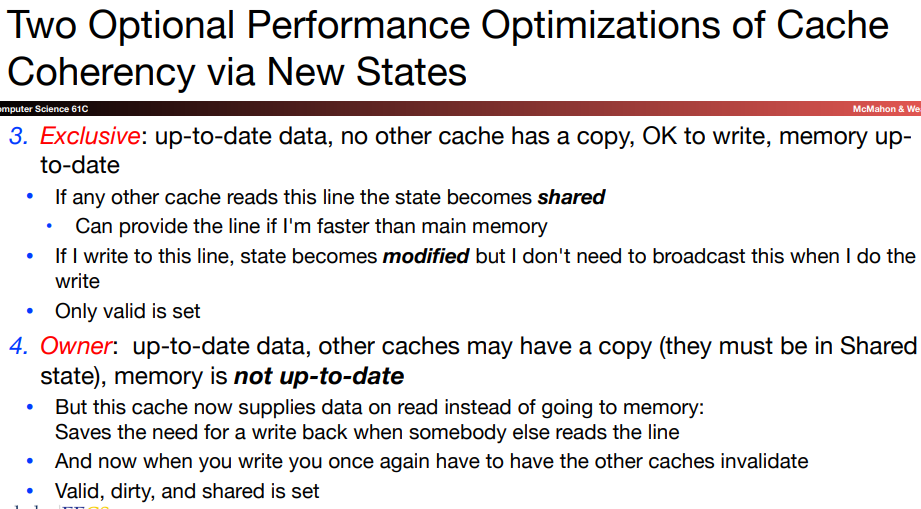 Two Optional Performance Optimizations of Cache
Coherency via New States
omputer Science 61C
McMahon & We
3. Exclusive: up-to-date data, no other cache has a copy, OK to write, memory up-
to-date
• If any other cache reads this line the state becomes shared
• Can provide the line if I'm faster than main memory
• If I write to this line, state becomes modified but I don't need to broadcast this when I do the
write
• Only valid is set
4. Owner: up-to-date data, other caches may have a copy (they must be in Shared
state), memory is not up-to-date
• But this cache now supplies data on read instead of going to memory:
Saves the need for a write back when somebody else reads the line
• And now when you write you once again have to have the other caches invalidate
• Valid, dirty, and shared is set